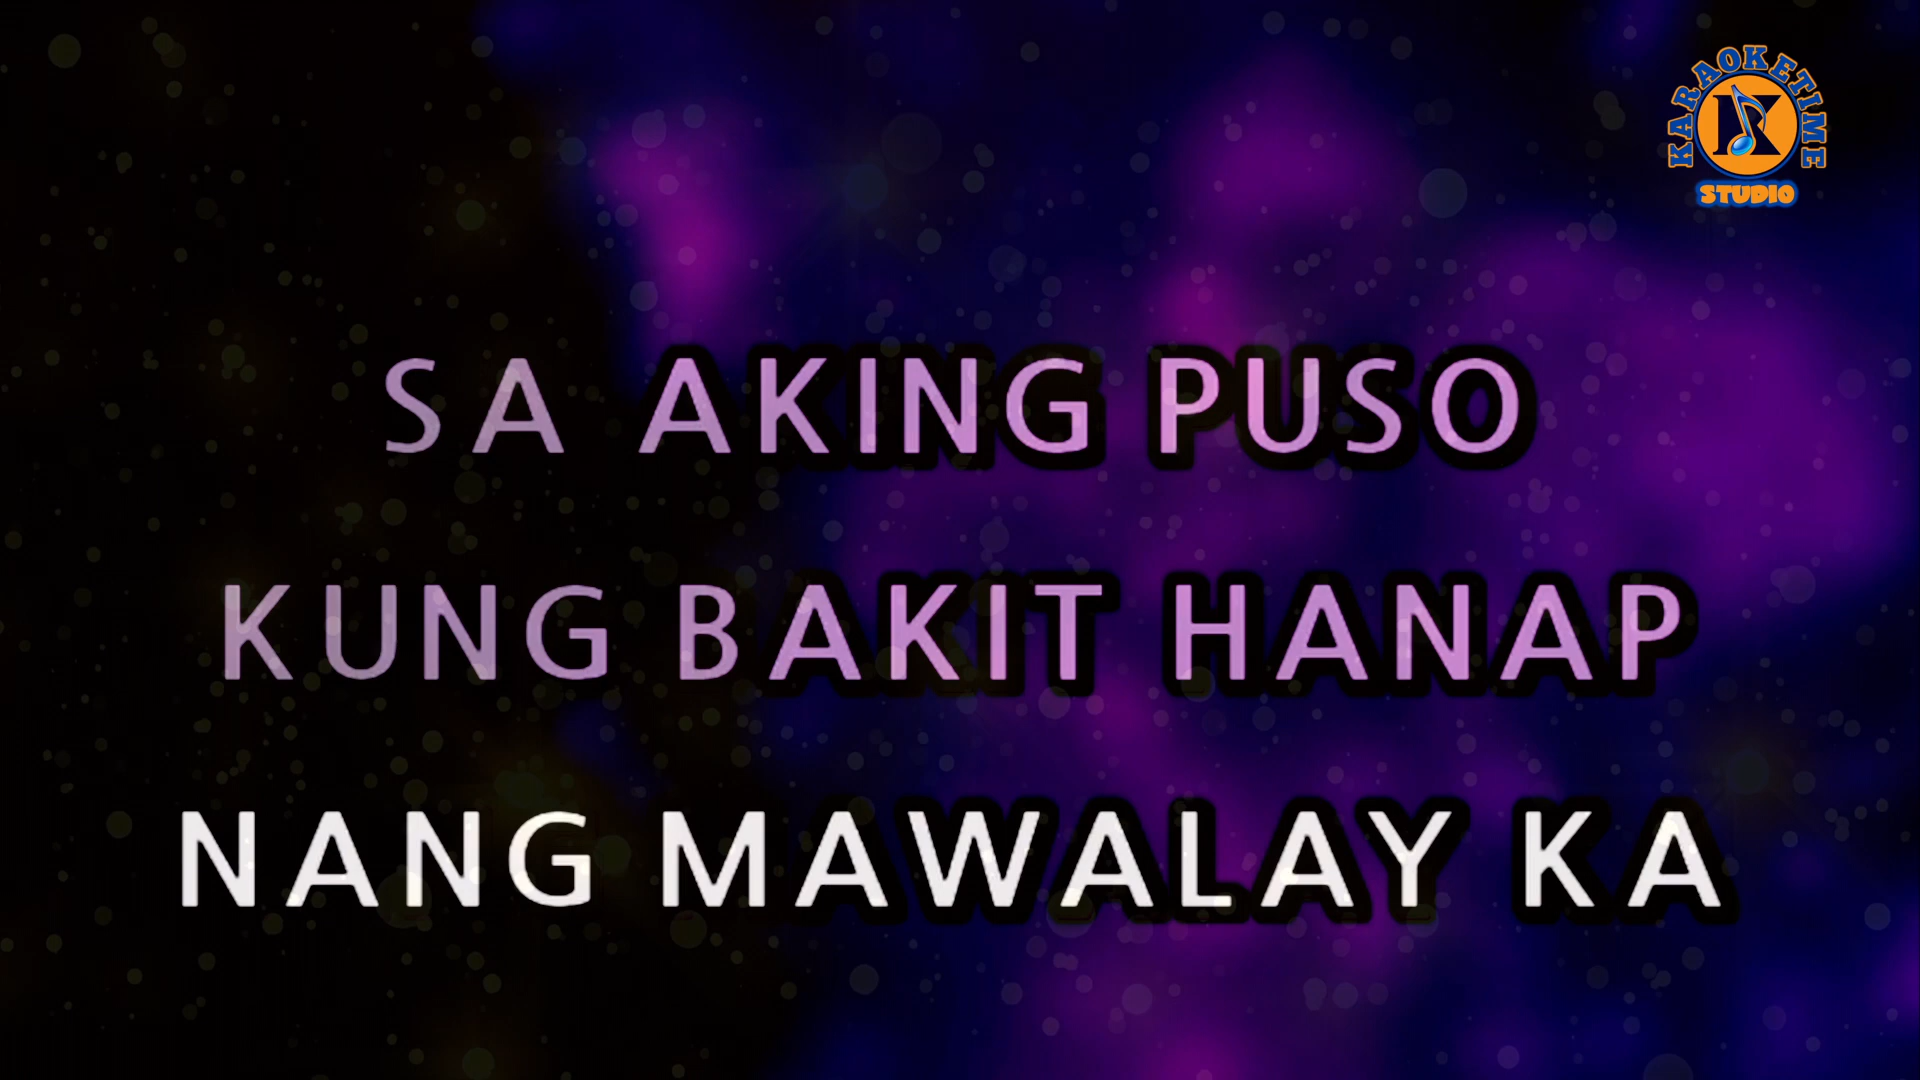 KARAOKETIME
K
STUDIO
SA AKING PUSO
KUNG BAKIT HANAP
NANG MAWALAY KA